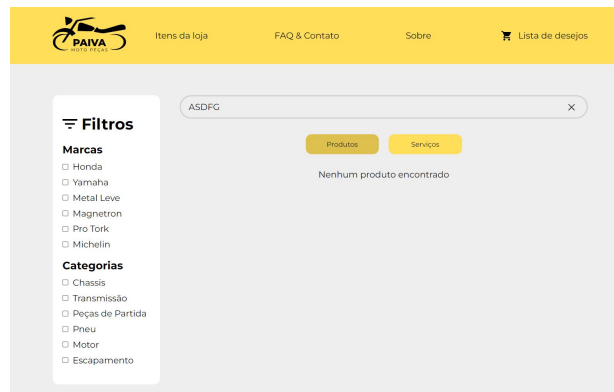 PAIVA
MOTO PEÇAS
Itens da loja
FAQ & Contato
Sobre
Lista de desejos
ASDFG
Filtros
Produtos
Serviços
Nenhum produto encontrado
Marcas
Honda
Yamaha
Metal Leve
Magnetron
Pro Tork
Michelin
Categorias
Chassis
Transmissão
Peças de Partida
Pneu
Motor
Escapamento